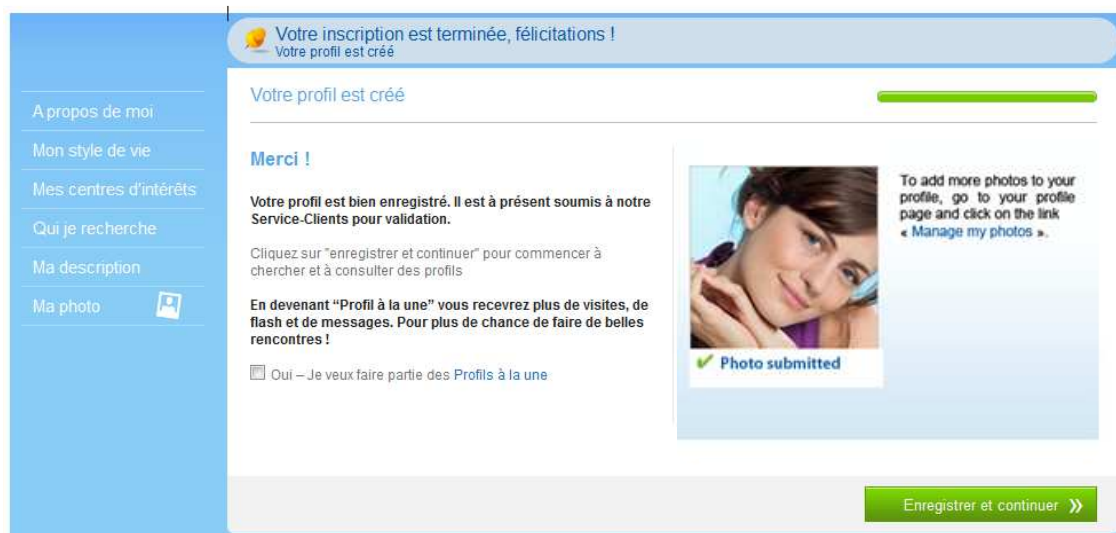 Votre inscription est terminée, félicitations !
Votre profil est créé
A propos de moi
Mon style de vie
Mes centres d'intérêts
Qui je recherche
Ma description
Ma photo
Votre profil est créé
Merci !
Votre profil est bien enregistré. Il est à présent soumis à notre
Service-Clients pour validation.
Cliquez sur "enregistrer et continuer" pour commencer à
chercher et à consulter des profils
En devenant “Profil à la une” vous recevrez plus de visites, de
flash et de messages. Pour plus de chance de faire de belles
rencontres !
Oui – Je veux faire partie des Profils à la une
To add more photos to your
profile, go to your profile
page and click on the link
« Manage my photos ».
Photo submitted
Enregistrer et continuer »